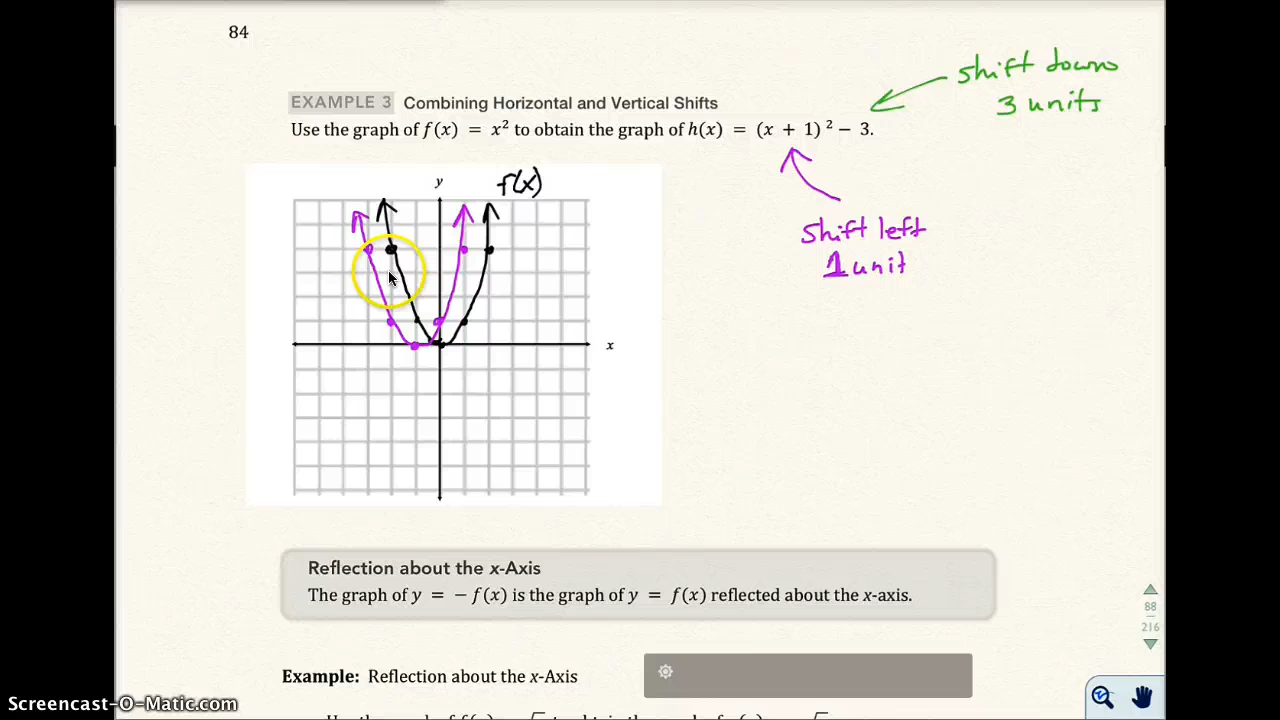 84
shift down
3 units
EXAMPLE 3 Combining Horizontal and Vertical Shifts
Use the graph of f(x) = x² to obtain the graph of h(x) = (x + 1)² − 3.
y
f(x)
shift left
1 unit
x
Reflection about the x-Axis
The graph of y = − f(x) is the graph of y = f(x) reflected about the x-axis.
88
216
Example: Reflection about the x-Axis
Screencast-O-Matic.com